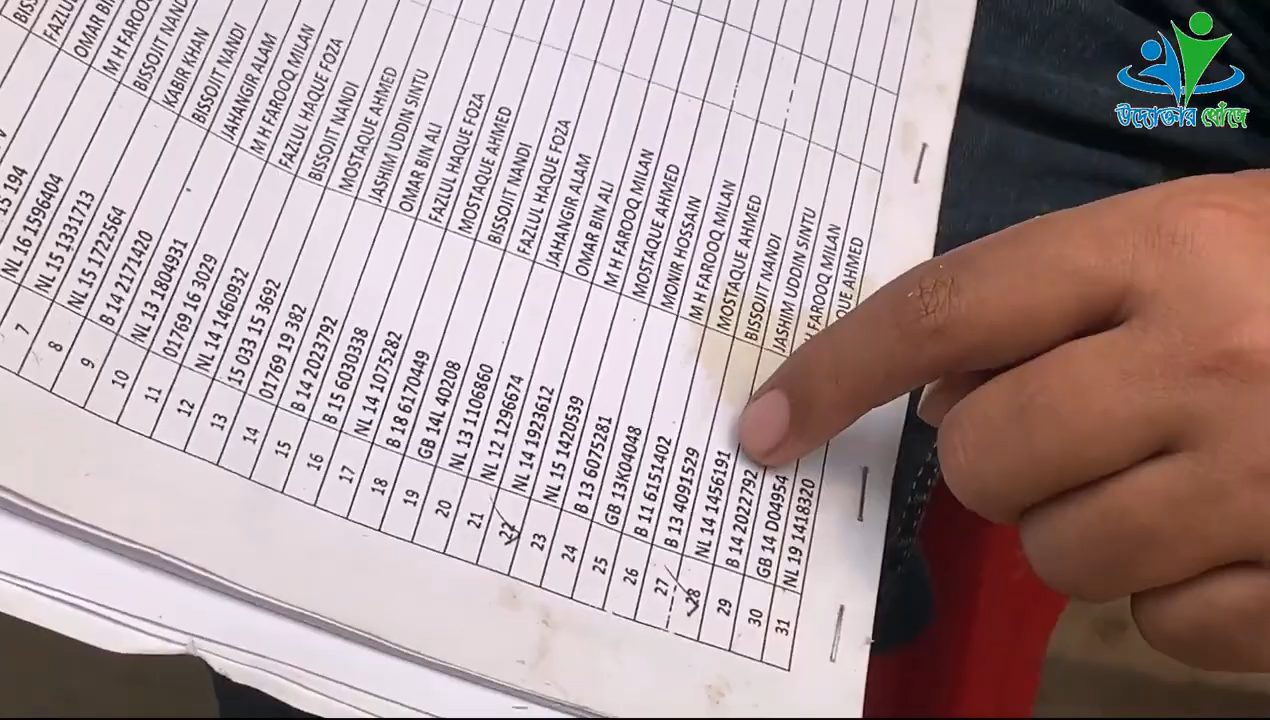 BISS
FAZLUL
OMAR BIN
15 194
NL 16 1596404 M H FAROO
7 NL 15 1331713 BISSOJIT NAND
8 NL 15 1722564 KABIR KHAN
9 B 14 2171420 BISSOJIT NANDI
10 NL 13 1804931 JAHANGIR ALAM
11 01769 16 3029 M H FAROOQ MILAN
12 NL 14 1460932 FAZLUL HAQUE FOZA
13 15 033 15 3692 BISSOJIT NANDI
14 01769 19 382 MOSTAQUE AHMED
15 B 14 2023792 JASHIM UDDIN SINTU
16 B 15 6030338 OMAR BIN ALI
17 NL 14 1075282 FAZLUL HAQUE FOZA
18 B 18 6170449 MOSTAQUE AHMED
19 GB 14L 40208 BISSOJIT NANDI
20 NL 13 1106860 FAZLUL HAQUE FOZA
21 NL 12 1296674 JAHANGIR ALAM
22 NL 14 1923612 OMAR BIN ALI
23 NL 15 1420539 M H FAROOQ MILAN
24 B 13 6075281 MOSTAQUE AHMED
25 GB 13K04048 MONIR HOSSAIN
26 B 11 6151402 M H FAROOQ MILAN
27 B 13 4091529 MOSTAQUE AHMED
28 NL 14 1456191 BISSOJIT NANDI
29 B 14 2022792 JASHIM UDDIN SINTU
30 GB 14 D04954 H FAROOQ MILAN
31 NL 19 1418320 QUE AHMED
উদ্যোক্তার খোঁজে